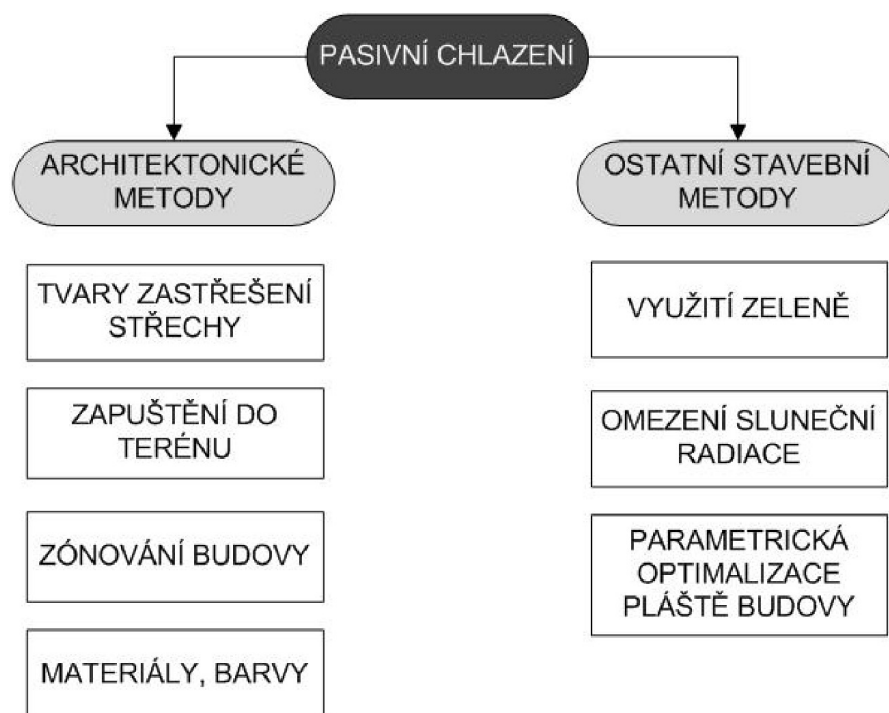 PASIVNÍ CHLAZENÍ
ARCHITEKTONICKÉ
METODY
TVARY ZASTŘEŠENÍ
STŘECHY
ZAPUŠTĚNÍ DO
TERÉNU
ZÓNOVÁNÍ BUDOVY
MATERIÁLY, BARVY
OSTATNÍ STAVEBNÍ
METODY
VYUŽITÍ ZELENĚ
OMEZENÍ SLUNEČNÍ
RADIACE
PARAMETRICKÁ
OPTIMALIZACE
PLÁŠTĚ BUDOVY